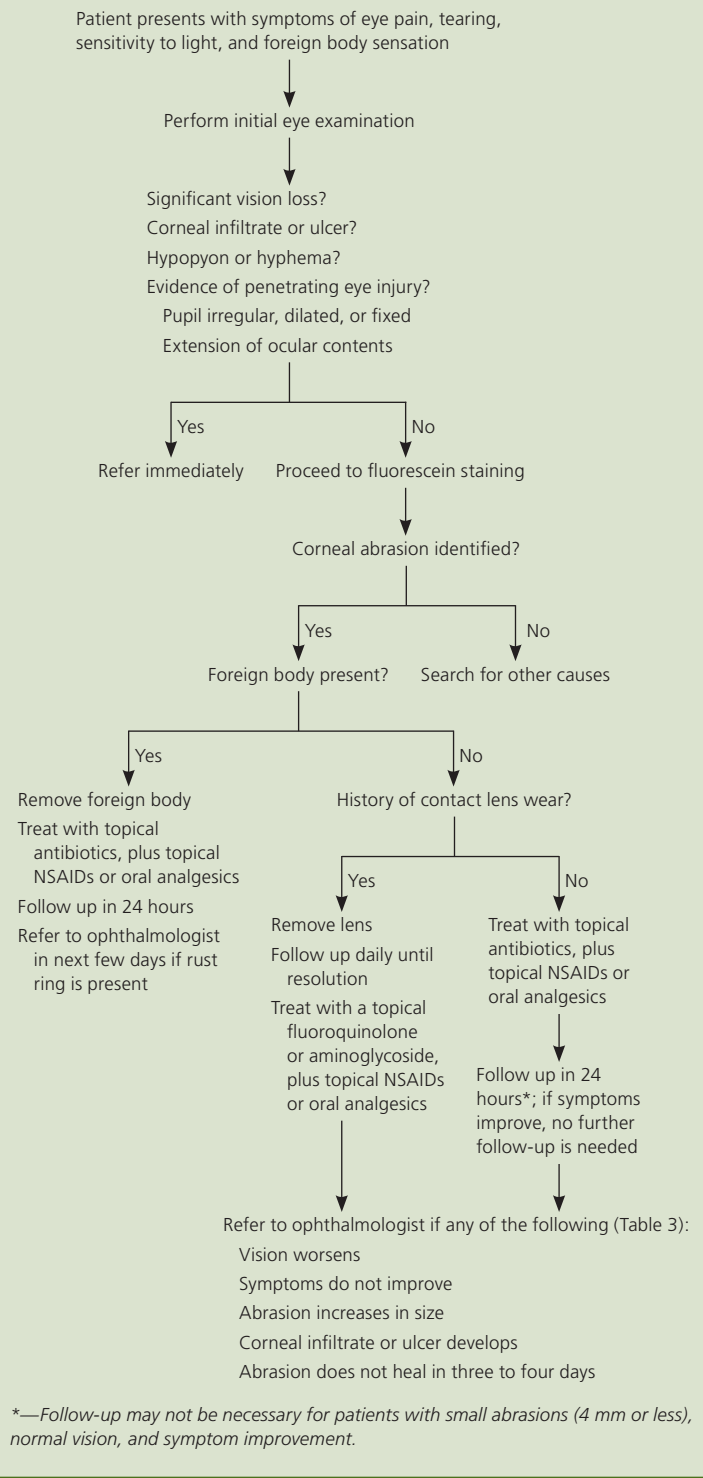 Patient presents with symptoms of eye pain, tearing,
sensitivity to light, and foreign body sensation
Perform initial eye examination
Significant vision loss?
Corneal infiltrate or ulcer?
Hypopyon or hyphema?
Evidence of penetrating eye injury?
Pupil irregular, dilated, or fixed
Extension of ocular contents
Yes
No
Refer immediately
Proceed to fluorescein staining
Corneal abrasion identified?
Yes
No
Foreign body present?
Search for other causes
Yes
No
Remove foreign body
Treat with topical
antibiotics, plus topical
NSAIDs or oral analgesics
Follow up in 24 hours
Refer to ophthalmologist
in next few days if rust
ring is present
History of contact lens wear?
Yes
No
Remove lens
Follow up daily until
resolution
Treat with a topical
fluoroquinolone
or aminoglycoside,
plus topical NSAIDs
or oral analgesics
Treat with topical
antibiotics, plus
topical NSAIDs or
oral analgesics
Follow up in 24
hours*; if symptoms
improve, no further
follow-up is needed
Refer to ophthalmologist if any of the following (Table 3):
Vision worsens
Symptoms do not improve
Abrasion increases in size
Corneal infiltrate or ulcer develops
Abrasion does not heal in three to four days
*—Follow-up may not be necessary for patients with small abrasions (4 mm or less),
normal vision, and symptom improvement.